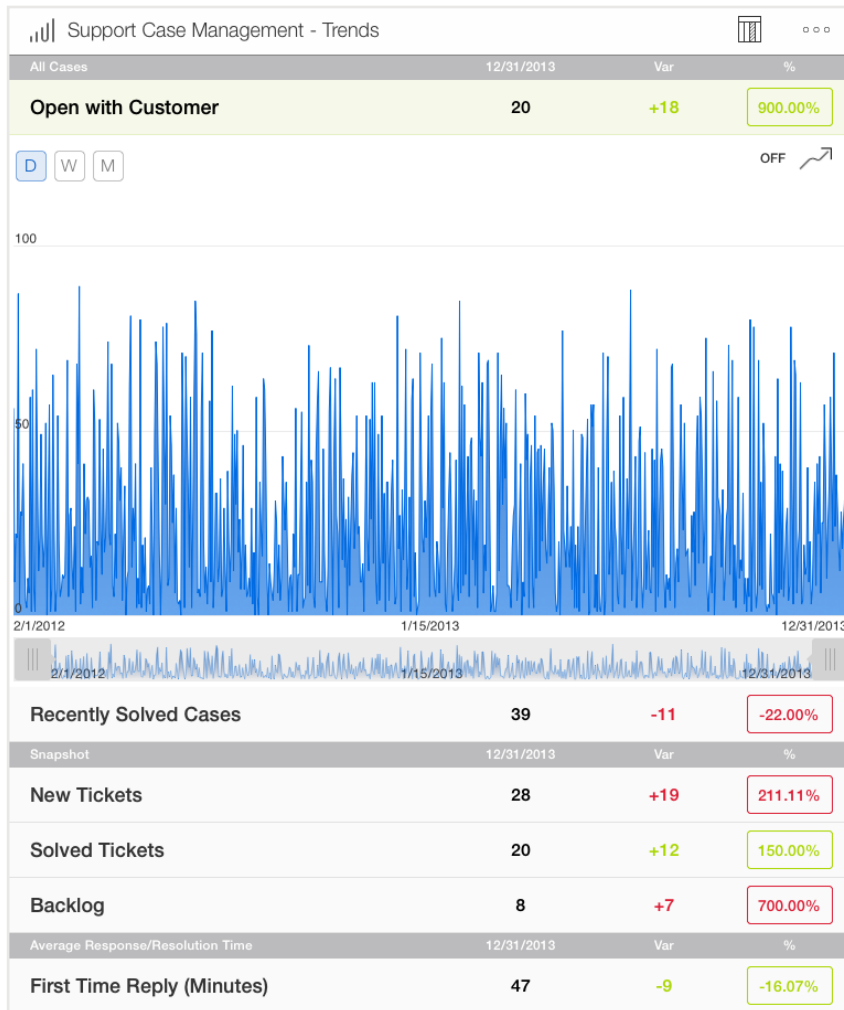 Support Case Management - Trends
All Cases 12/31/2013 Var %
Open with Customer 20 +18 900.00%
D W M OFF
100
50
0
2/1/2012 1/15/2013 12/31/2013
2/1/2012 1/15/2013 12/31/2013
Recently Solved Cases 39 -11 -22.00%
Snapshot 12/31/2013 Var %
New Tickets 28 +19 211.11%
Solved Tickets 20 +12 150.00%
Backlog 8 +7 700.00%
Average Response/Resolution Time 12/31/2013 Var %
First Time Reply (Minutes) 47 -9 -16.07%